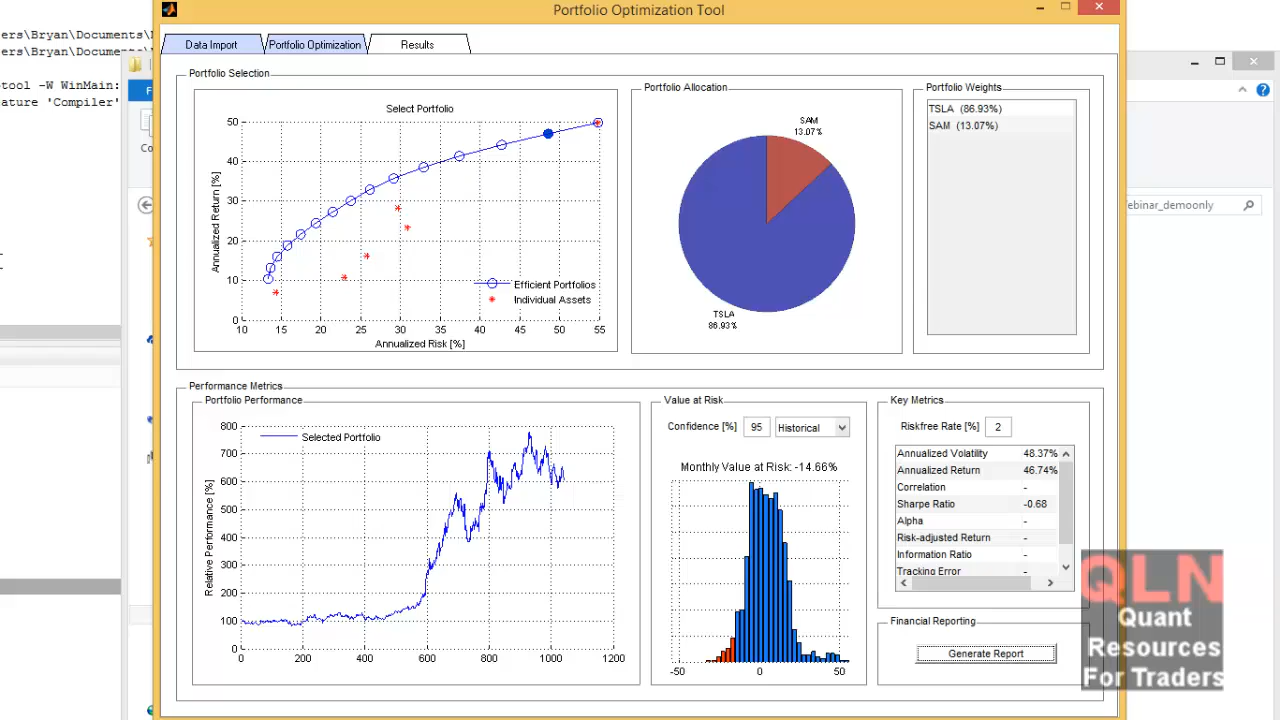 Portfolio Optimization Tool
ers\Bryan\Documents\
ers\Bryan\Documents\
tool -W WinMain:
ature 'Compiler'
Data Import
Portfolio Optimization
Results
Portfolio Selection
Select Portfolio
50
40
30
20
10
0
10
15
20
25
30
35
40
45
50
55
Annualized Return [%]
Annualized Risk [%]
Efficient Portfolios
Individual Assets
Portfolio Allocation
SAM
13.07%
TSLA
86.93%
Portfolio Weights
TSLA (86.93%)
SAM (13.07%)
ebinar_demoonly
F
Co
Performance Metrics
Portfolio Performance
Selected Portfolio
800
700
600
500
400
300
200
100
0
0
200
400
600
800
1000
1200
Relative Performance [%]
Value at Risk
Confidence [%]
95
Historical
Monthly Value at Risk: -14.66%
-50
0
50
Key Metrics
Riskfree Rate [%]
2
Annualized Volatility 48.37%
Annualized Return 46.74%
Correlation -
Sharpe Ratio -0.68
Alpha -
Risk-adjusted Return -
Information Ratio -
Tracking Error -
Financial Reporting
Generate Report
QLN
Quant
Resources
For Traders